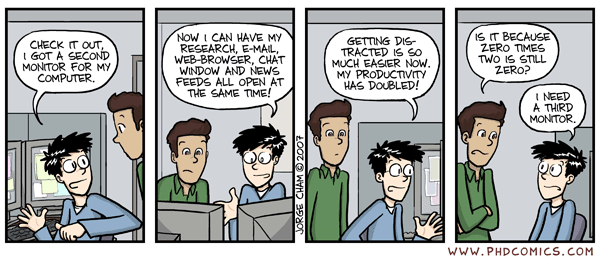 CHECK IT OUT,
I GOT A SECOND
MONITOR FOR MY
COMPUTER.
NOW I CAN HAVE MY
RESEARCH, E-MAIL,
WEB-BROWSER, CHAT
WINDOW AND NEWS
FEEDS ALL OPEN AT
THE SAME TIME!
JORGE CHAM © 2007
GETTING DIS-
TRACTED IS SO
MUCH EASIER NOW.
MY PRODUCTIVITY
HAS DOUBLED!
IS IT BECAUSE
ZERO TIMES
TWO IS STILL
ZERO?
I NEED
A THIRD
MONITOR.
WWW.PHDCOMICS.COM